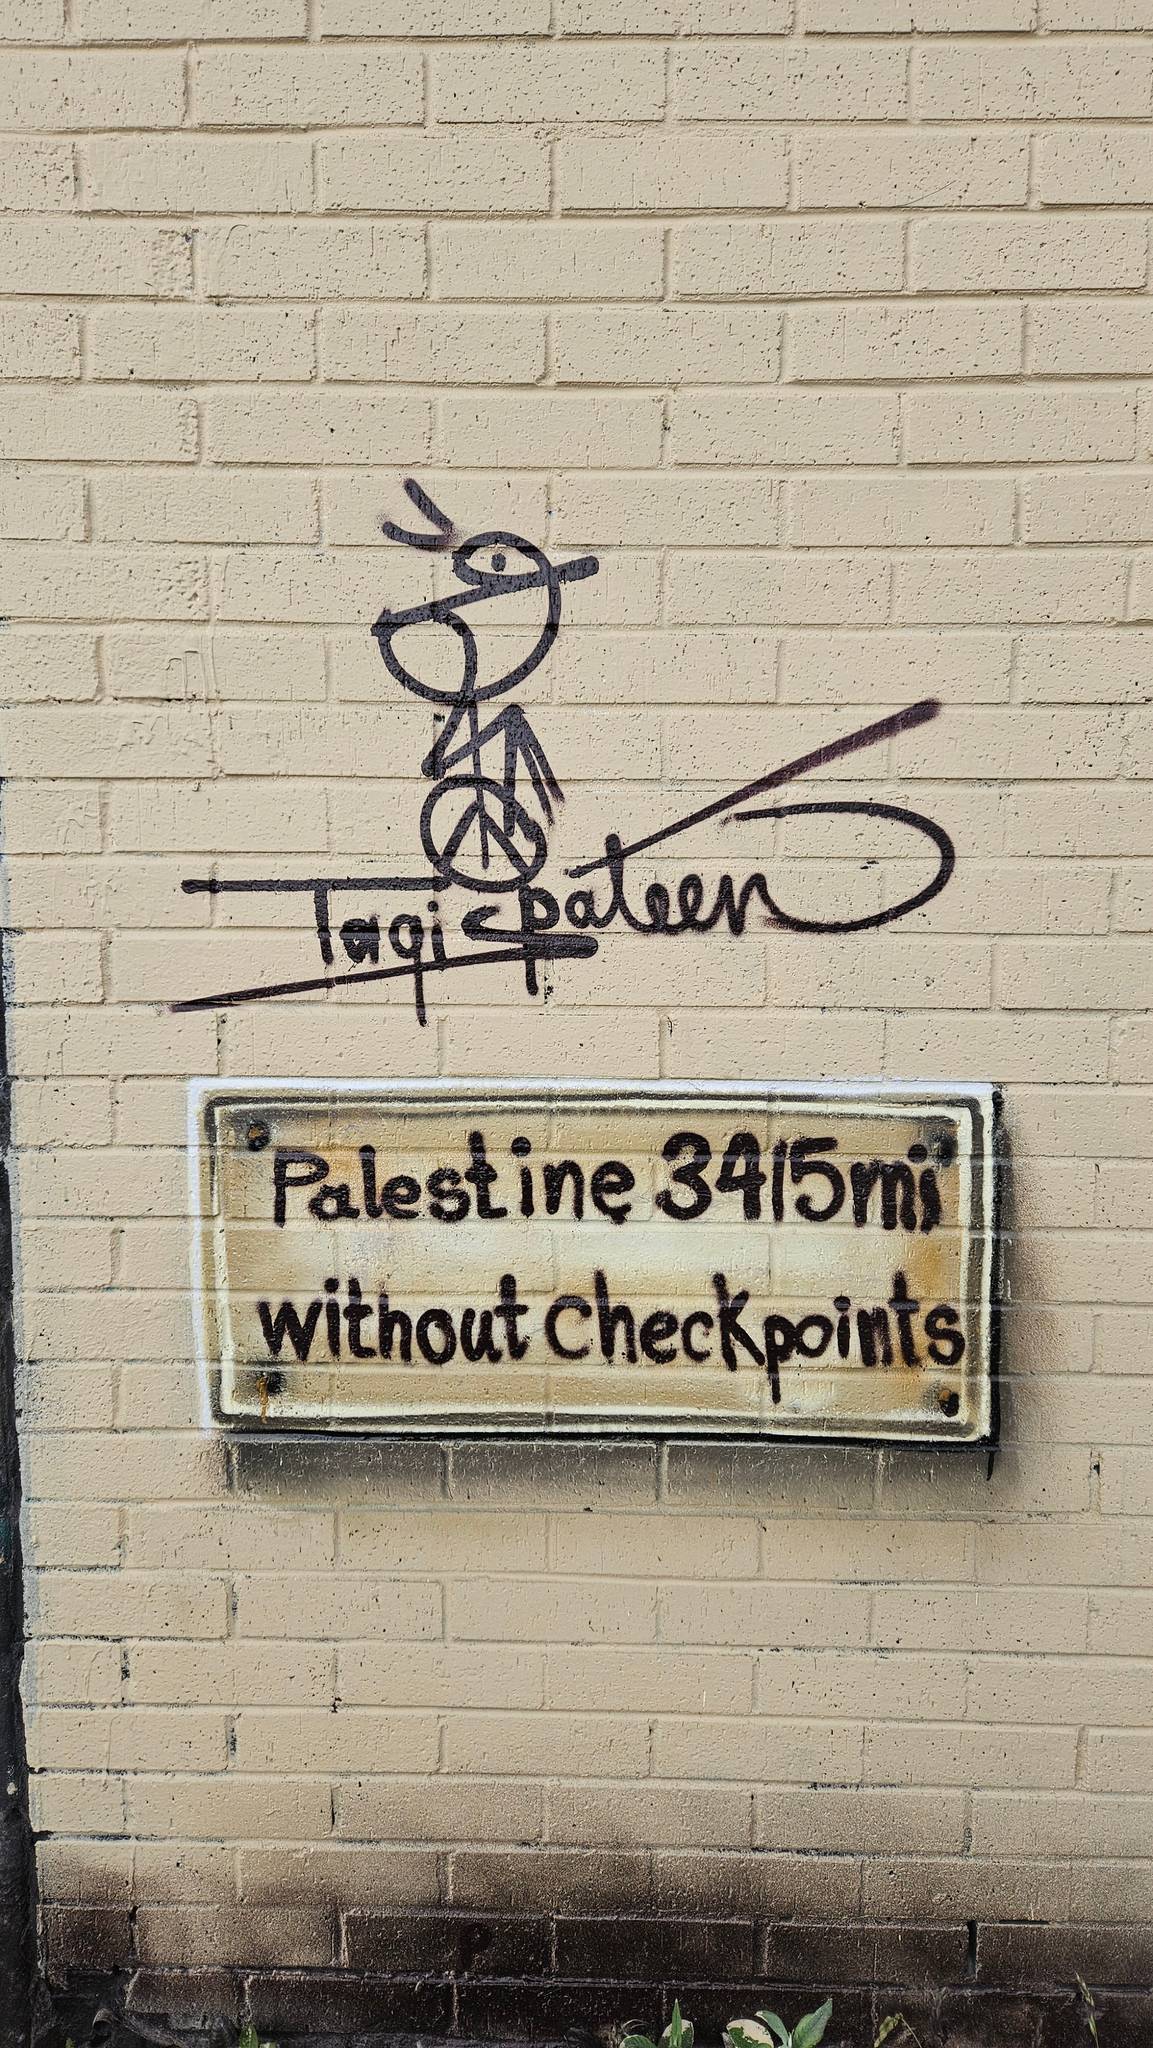 Taqi Spateen
Palestine 3415mi
without Checkpoints